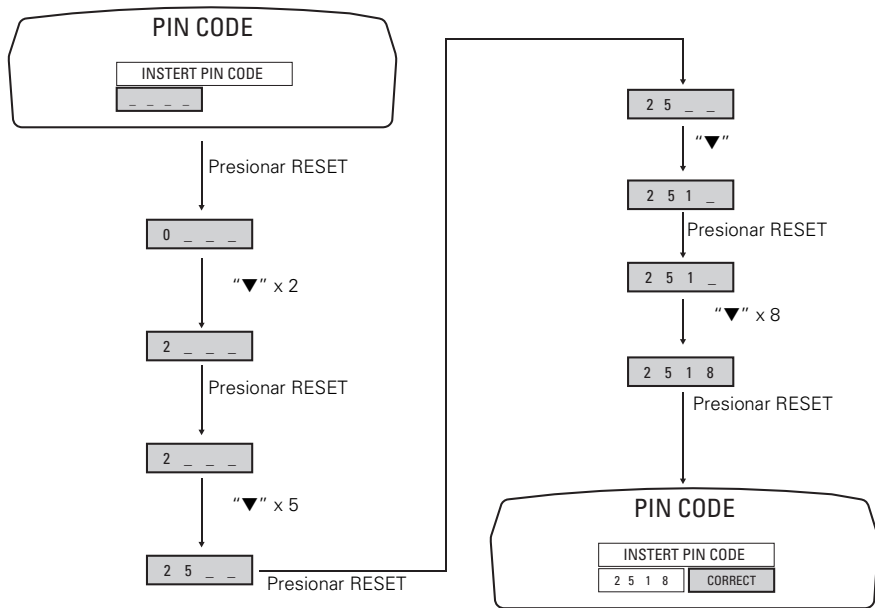 PIN CODE
INSTERT PIN CODE
_ _ _ _
Presionar RESET
0 _ _ _
“▼” x 2
2 _ _ _
Presionar RESET
2 _ _ _
“▼” x 5
2 5 _ _
Presionar RESET
2 5 _ _
“▼”
2 5 1 _
Presionar RESET
2 5 1 _
“▼” x 8
2 5 1 8
Presionar RESET
PIN CODE
INSTERT PIN CODE
2 5 1 8 CORRECT